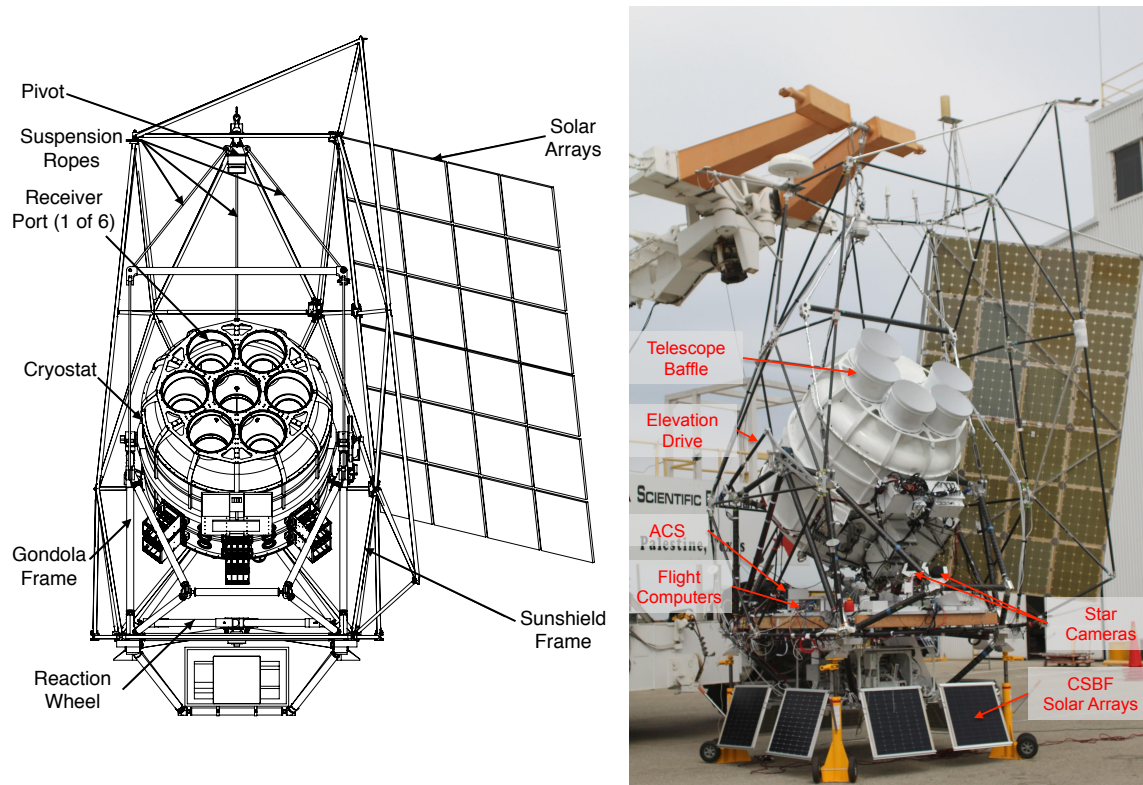 Pivot
Suspension
Ropes
Receiver
Port (1 of 6)
Cryostat
Gondola
Frame
Reaction
Wheel
Solar
Arrays
Sunshield
Frame
Telescope
Baffle
Elevation
Drive
Scientific
ACS
Palestine,
Flight
Computers
Star
Cameras
CSBF
Solar Arrays